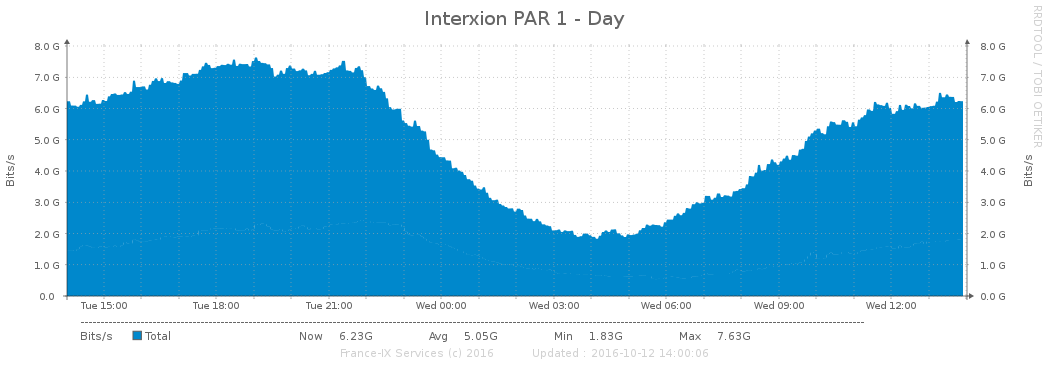 Interxion PAR 1 - Day
RRDTOOL / TOBI OETIKER
Bits/s
8.0 G 8.0 G
7.0 G 7.0 G
6.0 G 6.0 G
5.0 G 5.0 G
4.0 G 4.0 G
3.0 G 3.0 G
2.0 G 2.0 G
1.0 G 1.0 G
0.0 0.0 G
Bits/s
Tue 15:00 Tue 18:00 Tue 21:00 Wed 00:00 Wed 03:00 Wed 06:00 Wed 09:00 Wed 12:00
Bits/s Total Now 6.23G Avg 5.05G Min 1.83G Max 7.63G
France-IX Services (c) 2016 Updated : 2016-10-12 14:00:06